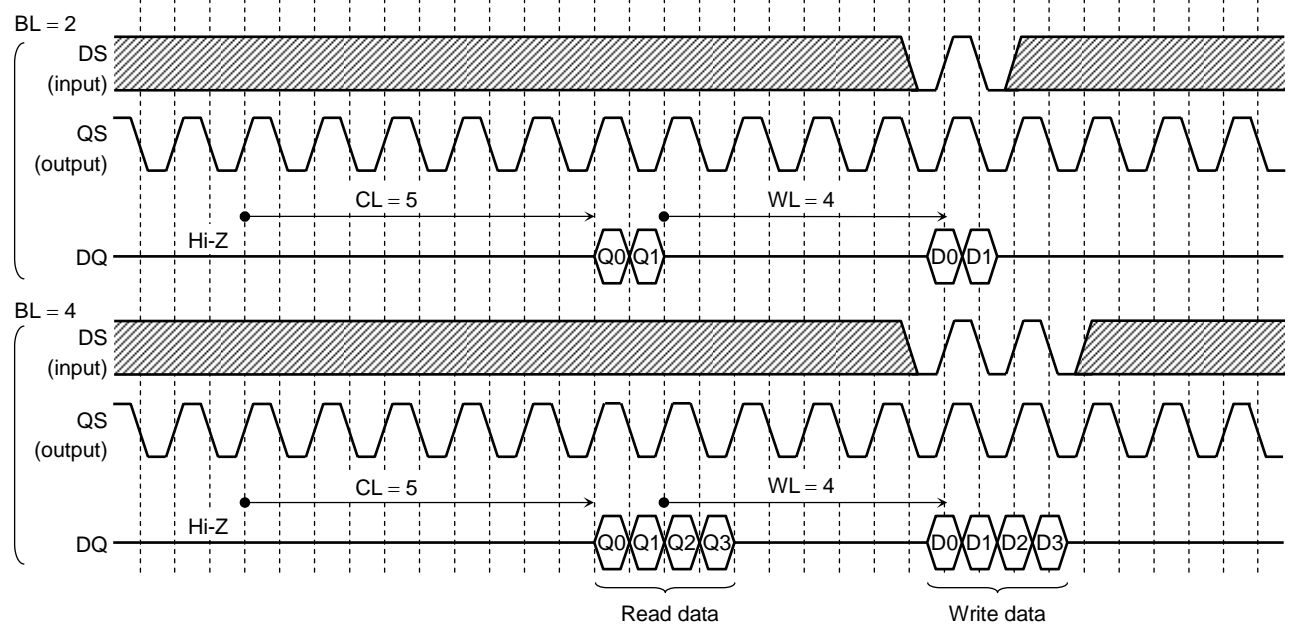 BL = 2
DS
(input)
QS
(output)
CL = 5
WL = 4
Hi-Z
DQ
Q0 Q1
D0 D1
BL = 4
DS
(input)
QS
(output)
CL = 5
WL = 4
Hi-Z
DQ
Q0 Q1 Q2 Q3
D0 D1 D2 D3
Read data
Write data